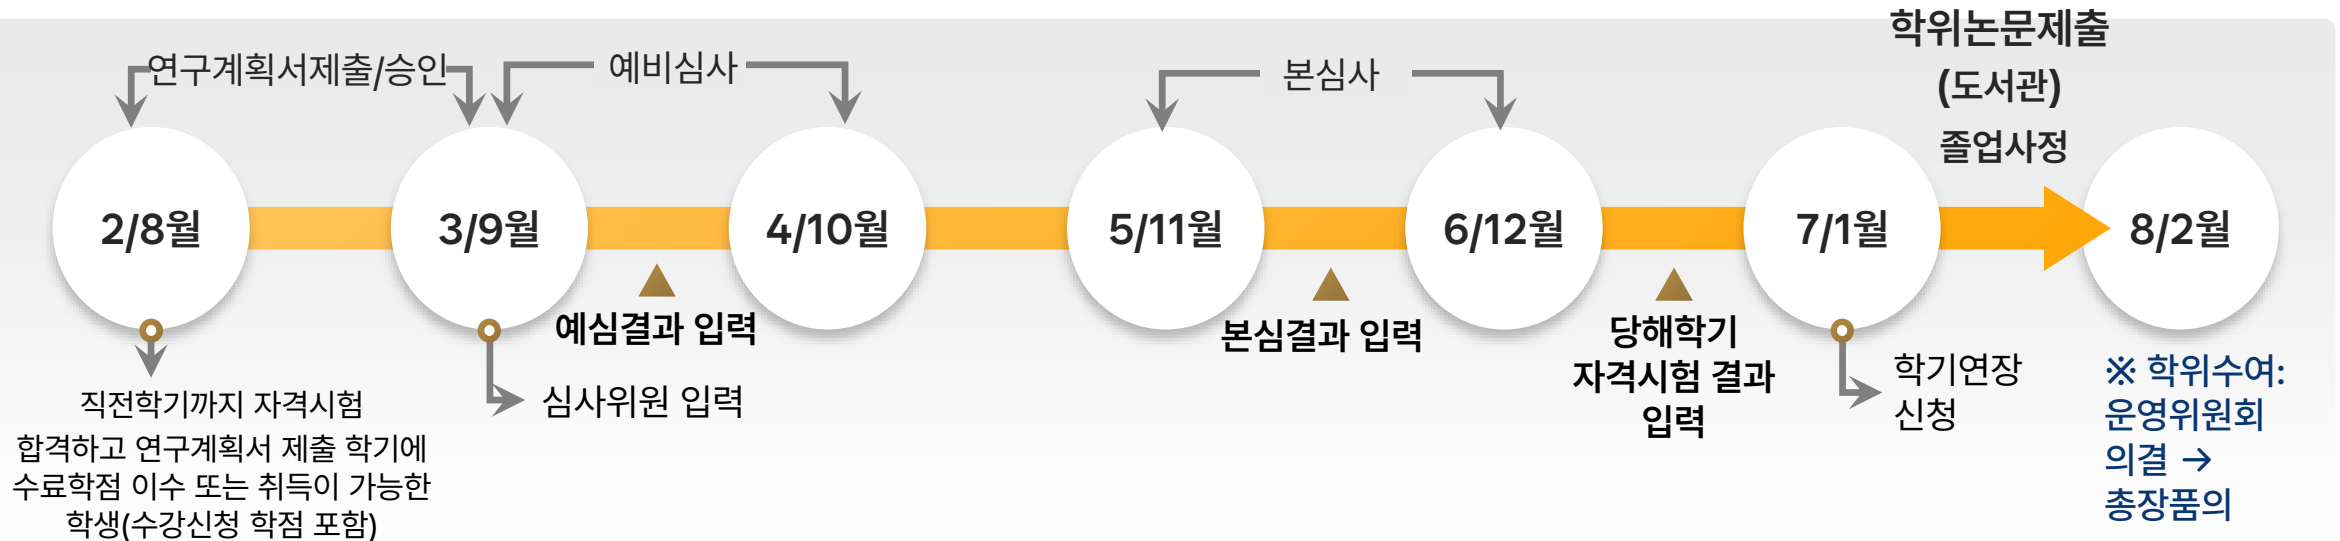 학위논문제출
(도서관)
졸업사정
연구계획서제출/승인
예비심사
본심사
2/8월
3/9월
4/10월
5/11월
6/12월
7/1월
8/2월
예심결과 입력
본심결과 입력
당해학기
자격시험 결과
입력
심사위원 입력
학기연장
신청
직전학기까지 자격시험
합격하고 연구계획서 제출 학기에
수료학점 이수 또는 취득이 가능한
학생(수강신청 학점 포함)
※ 학위수여:
운영위원회
의결 →
총장품의